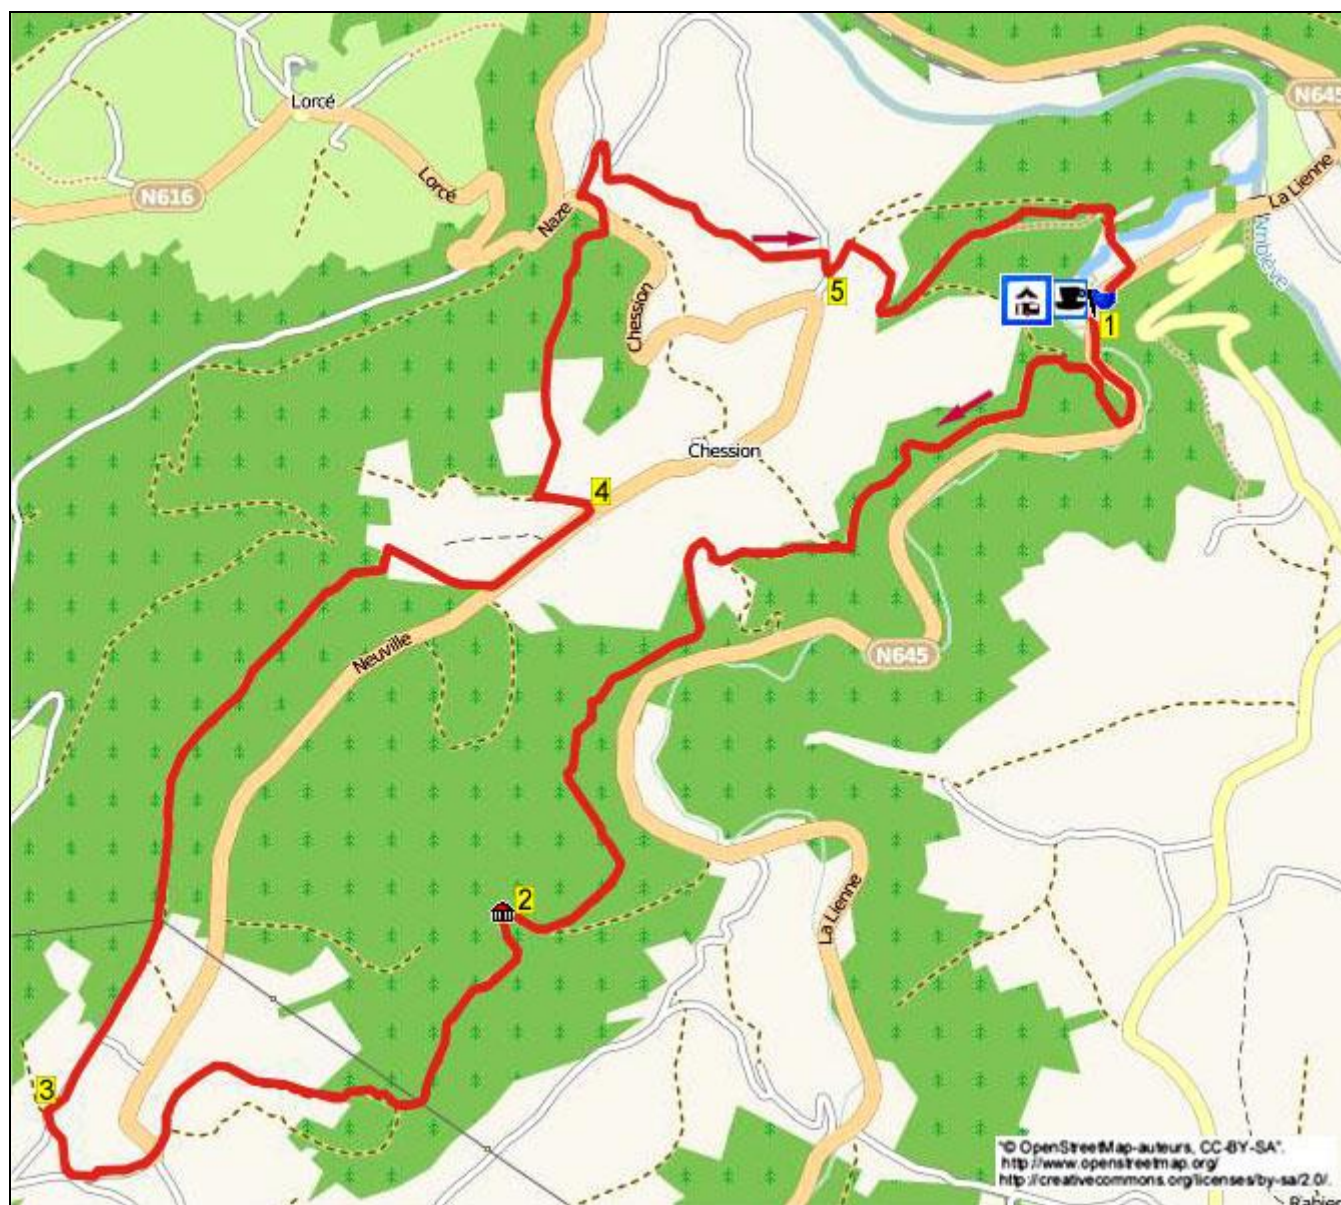 Lorcé
N645
N616
Lorcé
La Lienne
Naze
Amblève
5
Chession
1
Chession
4
Neuville
N645
2
La Lienne
3
"© OpenStreetMap-auteurs, CC-BY-SA".
http://www.openstreetmap.org/
http://creativecommons.org/licenses/by-sa/2.0/.